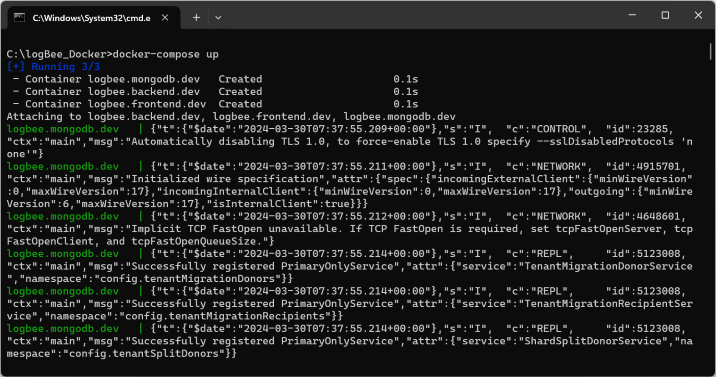 C:\Windows\System32\cmd.e
C:\logBee_Docker>docker-compose up
[+] Running 3/3
 - Container logbee.mongodb.dev   Created                    0.1s
 - Container logbee.backend.dev   Created                    0.1s
 - Container logbee.frontend.dev  Created                    0.1s
Attaching to logbee.backend.dev, logbee.frontend.dev, logbee.mongodb.dev
logbee.mongodb.dev   | {"t":{"$date":"2024-03-30T07:37:55.209+00:00"},"s":"I",  "c":"CONTROL",  "id":23285,
"ctx":"main","msg":"Automatically disabling TLS 1.0, to force-enable TLS 1.0 specify --sslDisabledProtocols 'n
one'"}
logbee.mongodb.dev   | {"t":{"$date":"2024-03-30T07:37:55.211+00:00"},"s":"I",  "c":"NETWORK",  "id":4915701,
"ctx":"main","msg":"Initialized wire specification","attr":{"spec":{"incomingExternalClient":{"minWireVersion"
:0,"maxWireVersion":17},"incomingInternalClient":{"minWireVersion":0,"maxWireVersion":17},"outgoing":{"minWire
Version":6,"maxWireVersion":17},"isInternalClient":true}}}
logbee.mongodb.dev   | {"t":{"$date":"2024-03-30T07:37:55.212+00:00"},"s":"I",  "c":"NETWORK",  "id":4648601,
"ctx":"main","msg":"Implicit TCP FastOpen unavailable. If TCP FastOpen is required, set tcpFastOpenServer, tcp
FastOpenClient, and tcpFastOpenQueueSize."}
logbee.mongodb.dev   | {"t":{"$date":"2024-03-30T07:37:55.214+00:00"},"s":"I",  "c":"REPL",     "id":5123008,
"ctx":"main","msg":"Successfully registered PrimaryOnlyService","attr":{"service":"TenantMigrationDonorService
","namespace":"config.tenantMigrationDonors"}}
logbee.mongodb.dev   | {"t":{"$date":"2024-03-30T07:37:55.214+00:00"},"s":"I",  "c":"REPL",     "id":5123008,
"ctx":"main","msg":"Successfully registered PrimaryOnlyService","attr":{"service":"TenantMigrationRecipientSer
vice","namespace":"config.tenantMigrationRecipients"}}
logbee.mongodb.dev   | {"t":{"$date":"2024-03-30T07:37:55.214+00:00"},"s":"I",  "c":"REPL",     "id":5123008,
"ctx":"main","msg":"Successfully registered PrimaryOnlyService","attr":{"service":"ShardSplitDonorService","na
mespace":"config.tenantSplitDonors"}}